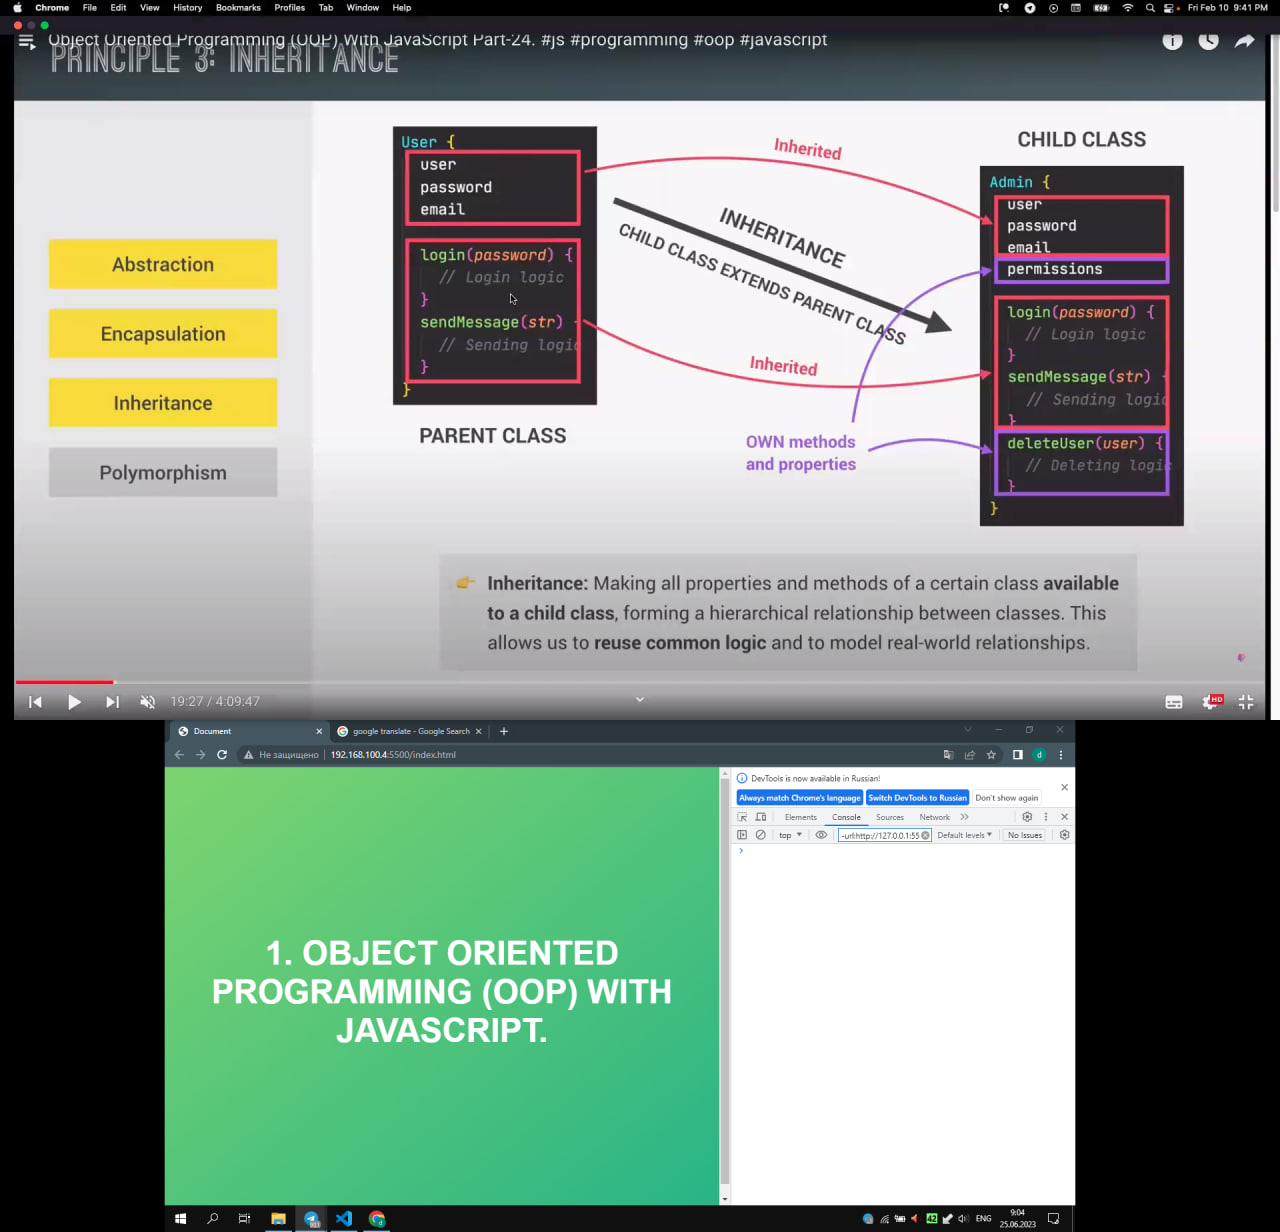 Chrome File Edit View History Bookmarks Profiles Tab Window Help
Fri Feb 10 9:41 PM
Object Oriented Programming (OOP) With JavaScript Part-24. #js #programming #oop #javascript
PRINCIPLE 3: INHERITANCE
Abstraction
Encapsulation
Inheritance
Polymorphism
User {
user
password
email
login(password) {
// Login logic
}
sendMessage(str)
// Sending logic
}
}
PARENT CLASS
Inherited
INHERITANCE
CHILD CLASS EXTENDS PARENT CLASS
Inherited
OWN methods
and properties
CHILD CLASS
Admin {
user
password
email
permissions
login(password) {
// Login logic
}
sendMessage(str)
// Sending logic
}
deleteUser(user) {
// Deleting logic
}
}
Inheritance: Making all properties and methods of a certain class available
to a child class, forming a hierarchical relationship between classes. This
allows us to reuse common logic and to model real-world relationships.
19:27 / 4:09:47
HD
Document
google translate - Google Search
Не защищено 192.168.100.4:5500/index.html
d
1. OBJECT ORIENTED
PROGRAMMING (OOP) WITH
JAVASCRIPT.
DevTools is now available in Russian!
Always match Chrome's language Switch DevTools to Russian Don't show again
Elements Console Sources Network
top -url:http://127.0.0.1:55 Default levels No Issues
42 ENG
9:04
25.06.2023